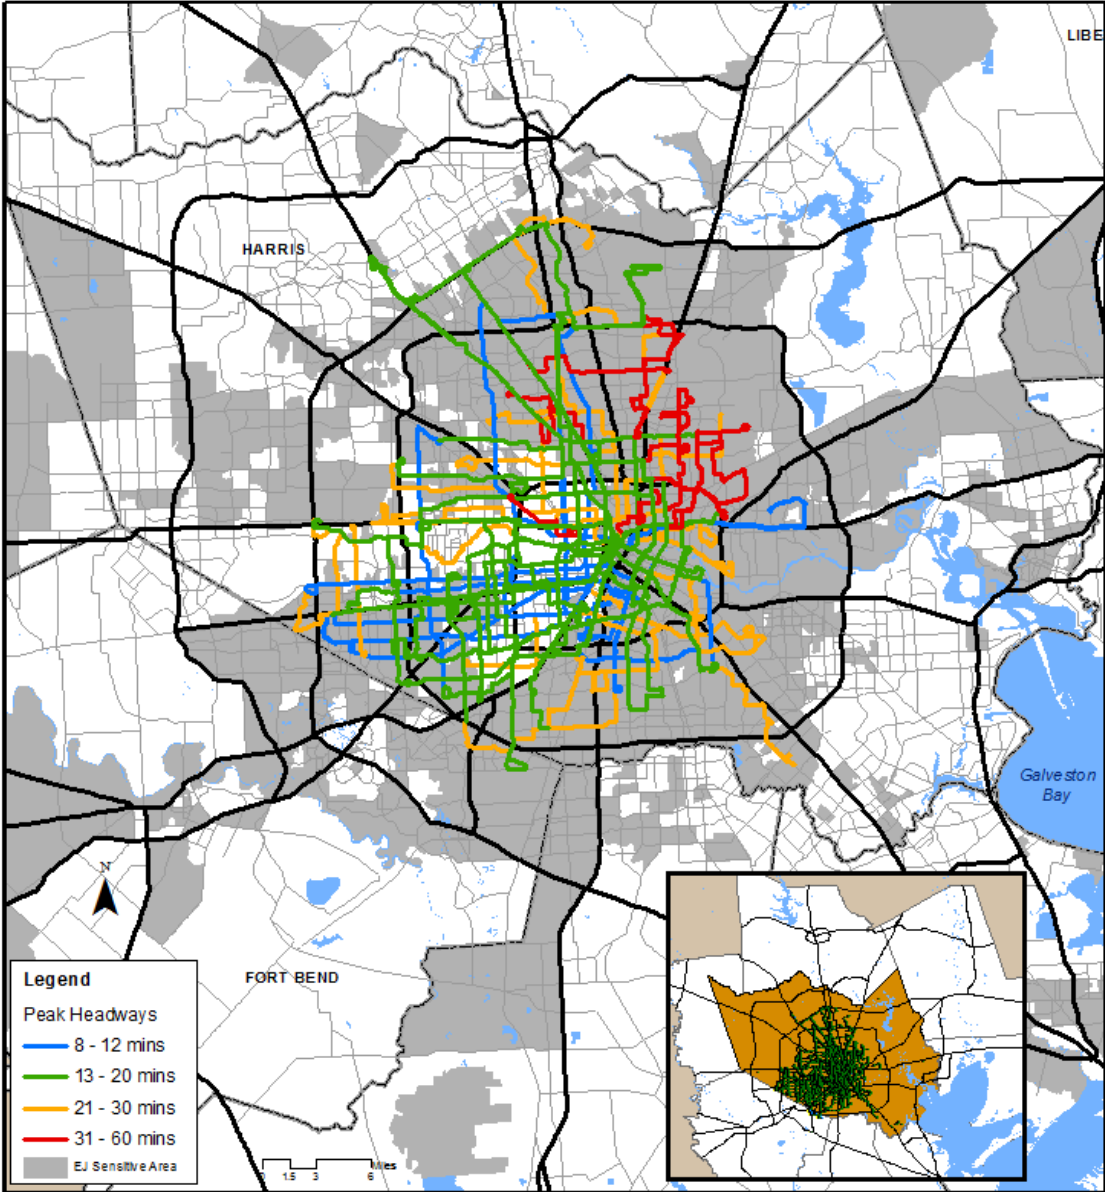 LIBE
HARRIS
Galveston
Bay
N
FORT BEND
Legend
Peak Headways
8 - 12 mins
13 - 20 mins
21 - 30 mins
31 - 60 mins
EJ Sensitive Area
1.5 3 6
Miles